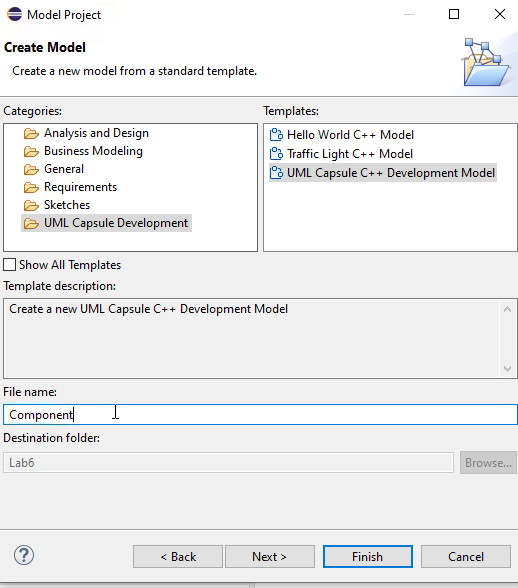 Model Project
Create Model
Create a new model from a standard template.
Categories:
Analysis and Design
Business Modeling
General
Requirements
Sketches
UML Capsule Development
Templates:
Hello World C++ Model
Traffic Light C++ Model
UML Capsule C++ Development Model
Show All Templates
Template description:
Create a new UML Capsule C++ Development Model
File name:
Component
Destination folder:
Lab6
Browse...
?
< Back
Next >
Finish
Cancel